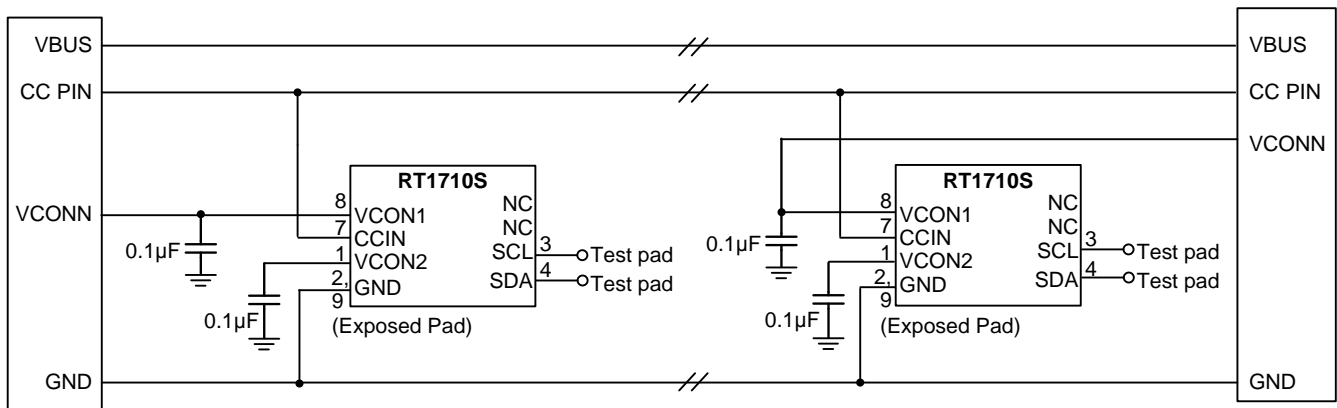 VBUS
VBUS
CC PIN
CC PIN
VCONN
RT1710S
RT1710S
VCONN
8
VCON1
NC
7
CCIN
NC
1
VCON2
SCL
3
Test pad
2,
GND
SDA
4
Test pad
9
(Exposed Pad)
0.1µF
0.1µF
8
VCON1
NC
7
CCIN
NC
1
VCON2
SCL
3
Test pad
2,
GND
SDA
4
Test pad
9
(Exposed Pad)
0.1µF
0.1µF
GND
GND